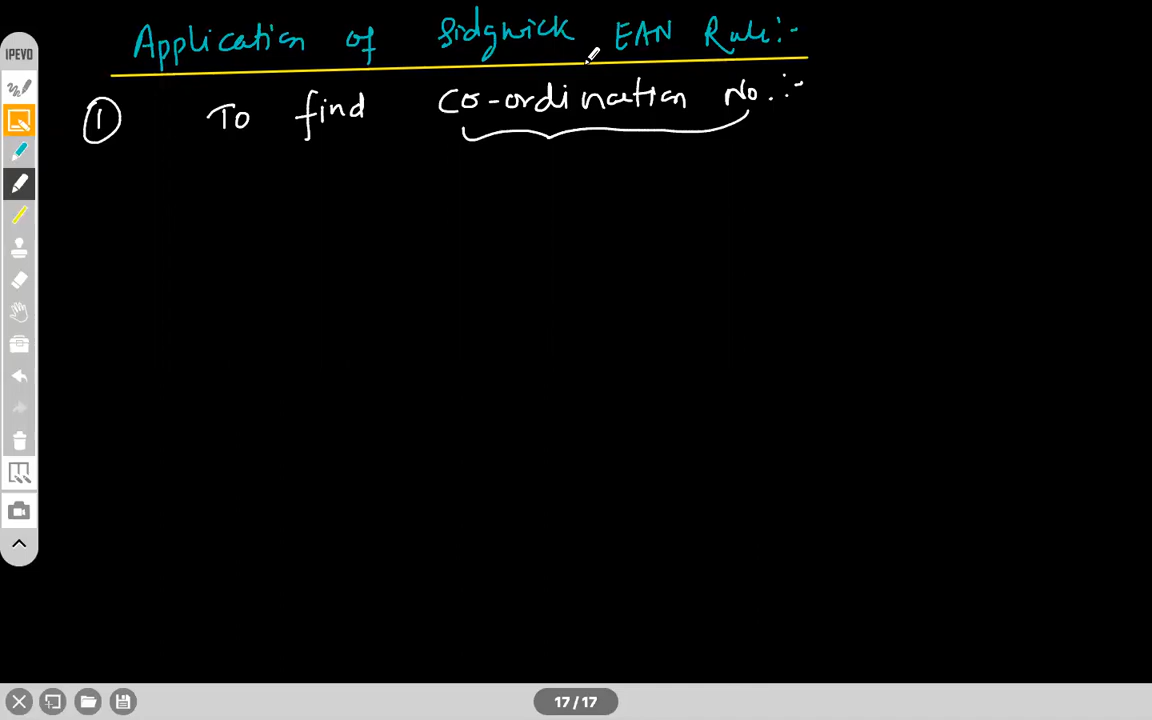 IPEVO
Application of Sidgwick EAN Rule:-
① To find Co-ordination No.:-
17/17